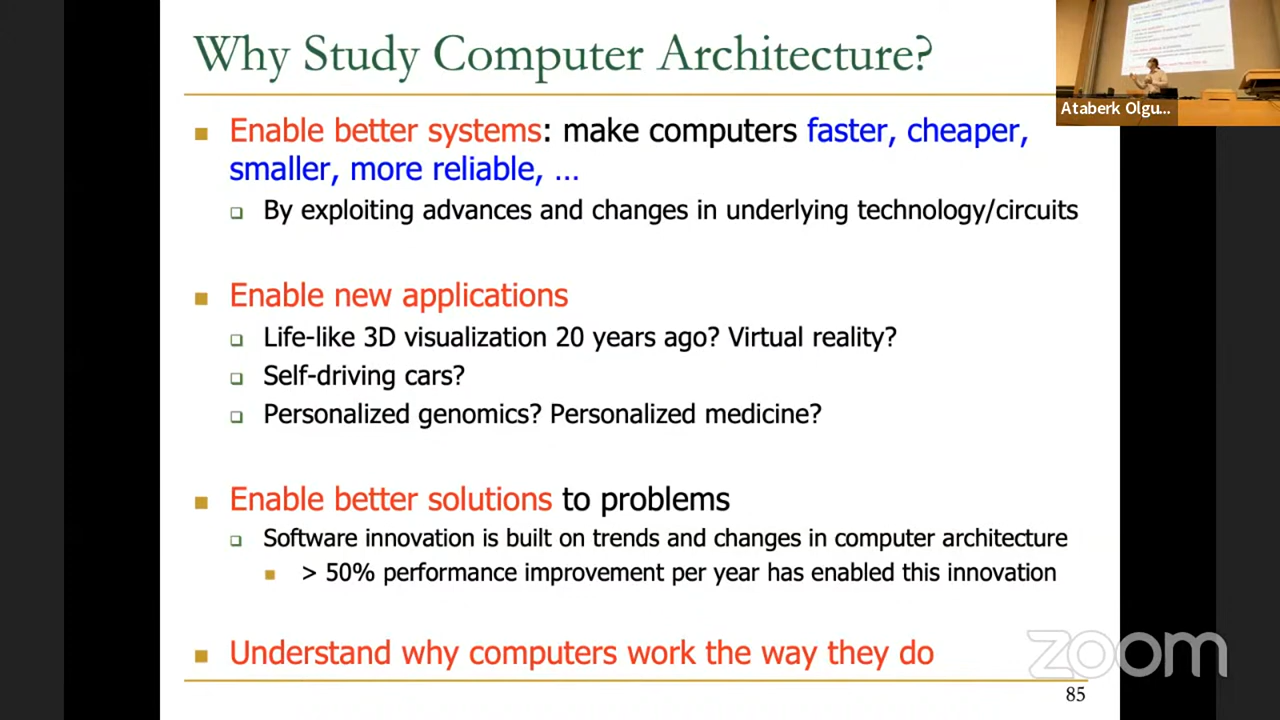 Why Study Computer Architecture?
Ataberk Olgu...
Enable better systems: make computers faster, cheaper,
smaller, more reliable, …
By exploiting advances and changes in underlying technology/circuits
Enable new applications
Life-like 3D visualization 20 years ago? Virtual reality?
Self-driving cars?
Personalized genomics? Personalized medicine?
Enable better solutions to problems
Software innovation is built on trends and changes in computer architecture
> 50% performance improvement per year has enabled this innovation
Understand why computers work the way they do
zoom
85